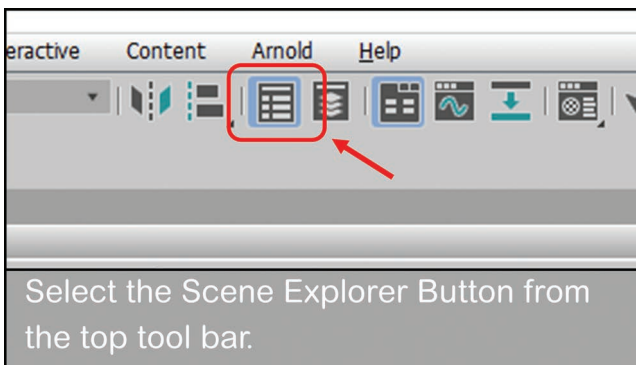 eractive Content Arnold Help
Select the Scene Explorer Button from
the top tool bar.